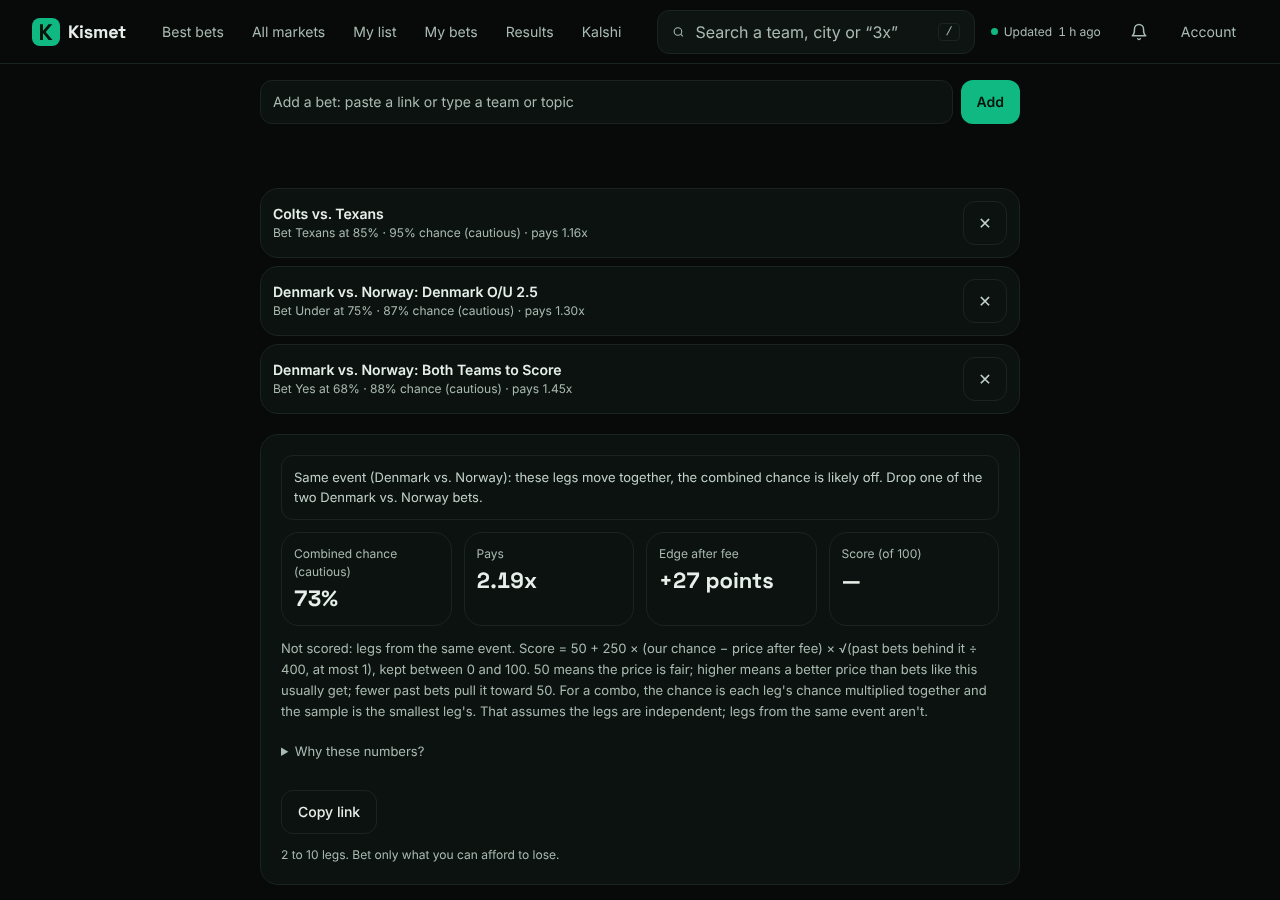 Kismet
Best bets
All markets
My list
My bets
Results
Kalshi
Search a team, city or “3x”
/
Updated 1 h ago
Account
Add a bet: paste a link or type a team or topic
Add
Colts vs. Texans
Bet Texans at 85% · 95% chance (cautious) · pays 1.16x
✕
Denmark vs. Norway: Denmark O/U 2.5
Bet Under at 75% · 87% chance (cautious) · pays 1.30x
✕
Denmark vs. Norway: Both Teams to Score
Bet Yes at 68% · 88% chance (cautious) · pays 1.45x
✕
Same event (Denmark vs. Norway): these legs move together, the combined chance is likely off. Drop one of the
two Denmark vs. Norway bets.
Combined chance
(cautious)
73%
Pays
2.19x
Edge after fee
+27 points
Score (of 100)
—
Not scored: legs from the same event. Score = 50 + 250 × (our chance − price after fee) × √(past bets behind it ÷
400, at most 1), kept between 0 and 100. 50 means the price is fair; higher means a better price than bets like this
usually get; fewer past bets pull it toward 50. For a combo, the chance is each leg's chance multiplied together and
the sample is the smallest leg's. That assumes the legs are independent; legs from the same event aren't.
Why these numbers?
Copy link
2 to 10 legs. Bet only what you can afford to lose.